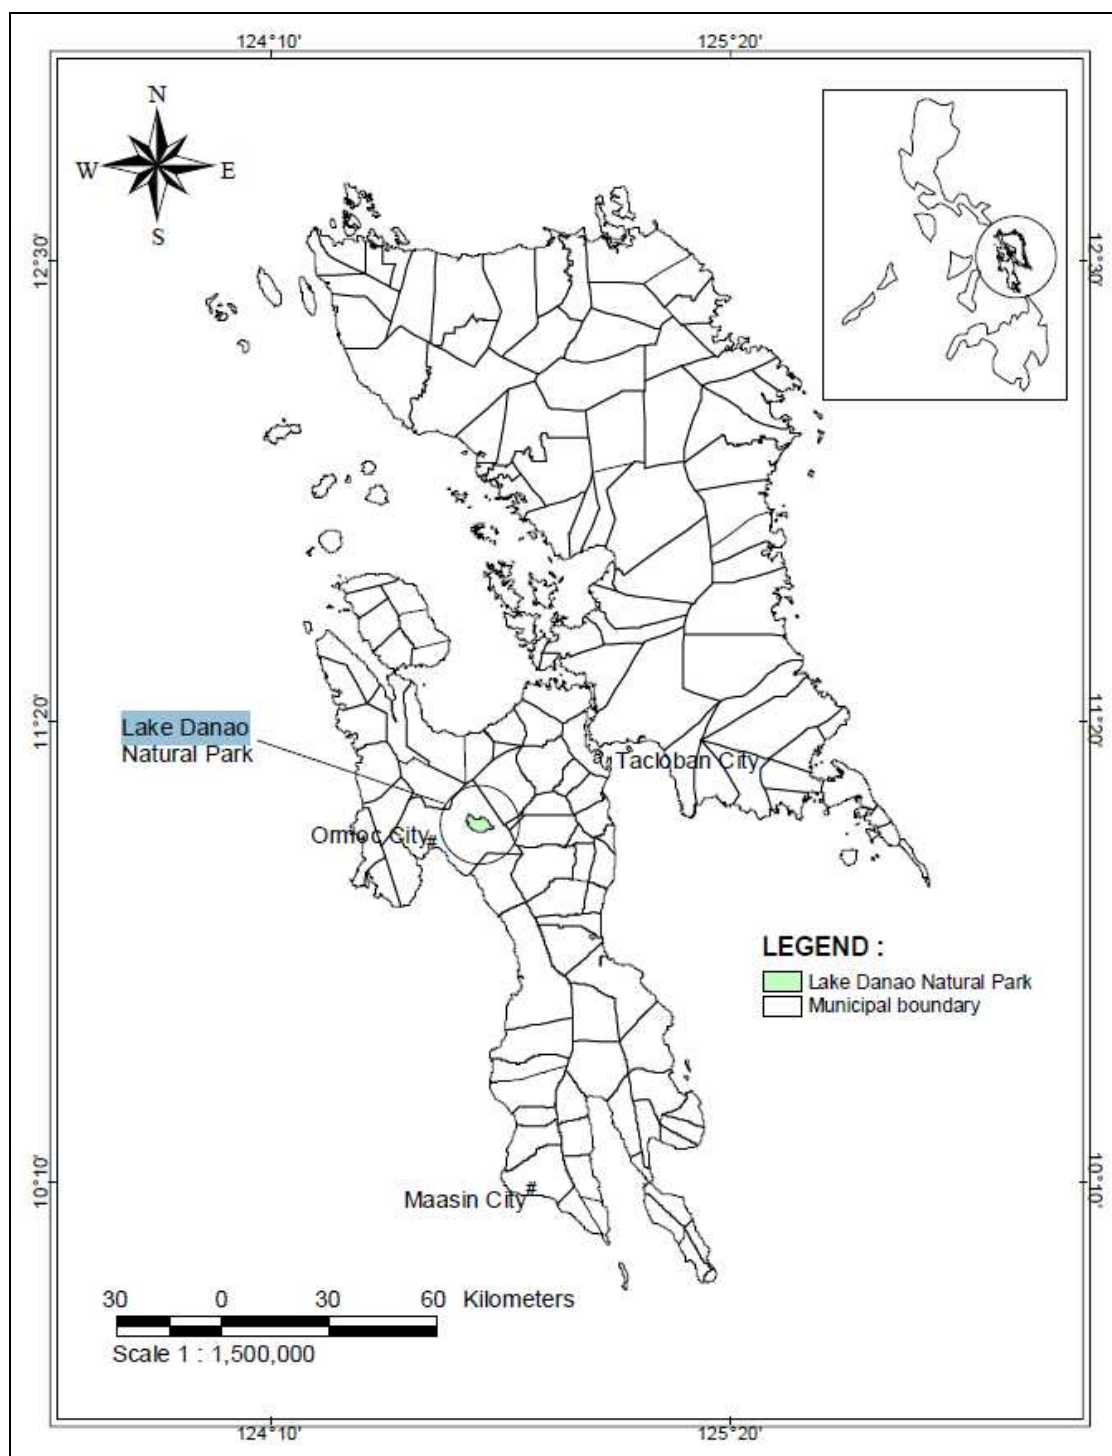 124°10'
125°20'
N
W
E
S
12°30'
12°30'
11°20'
11°20'
Lake Danao
Natural Park
Tacloban City
Ormoc City
#
LEGEND :
Lake Danao Natural Park
Municipal boundary
10°10'
10°10'
Maasin City
#
30 0 30 60 Kilometers
Scale 1 : 1,500,000
124°10'
125°20'